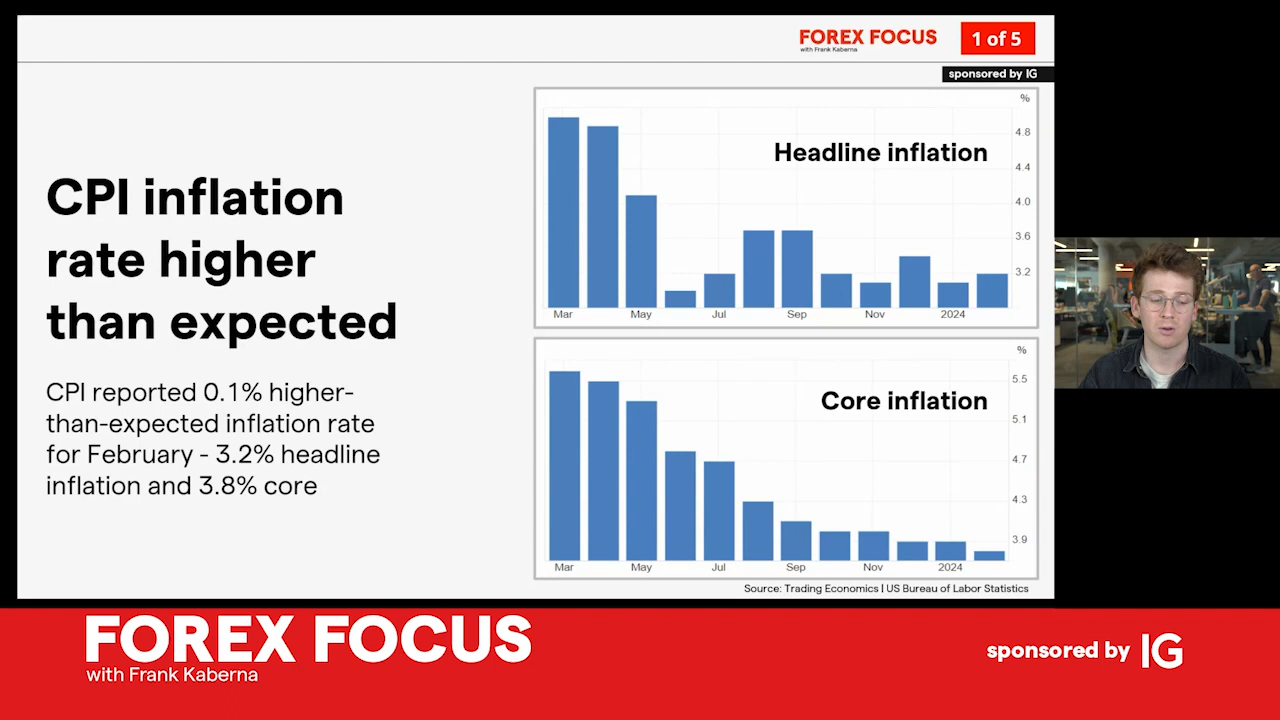 FOREX FOCUS
with Frank Kaberna
1 of 5
sponsored by IG
CPI inflation
rate higher
than expected
CPI reported 0.1% higher-
than-expected inflation rate
for February - 3.2% headline
inflation and 3.8% core
%
Headline inflation
4.8
4.4
4.0
3.6
3.2
Mar May Jul Sep Nov 2024
%
Core inflation
5.5
5.1
4.7
4.3
3.9
Mar May Jul Sep Nov 2024
Source: Trading Economics | US Bureau of Labor Statistics
FOREX FOCUS
with Frank Kaberna
sponsored by IG